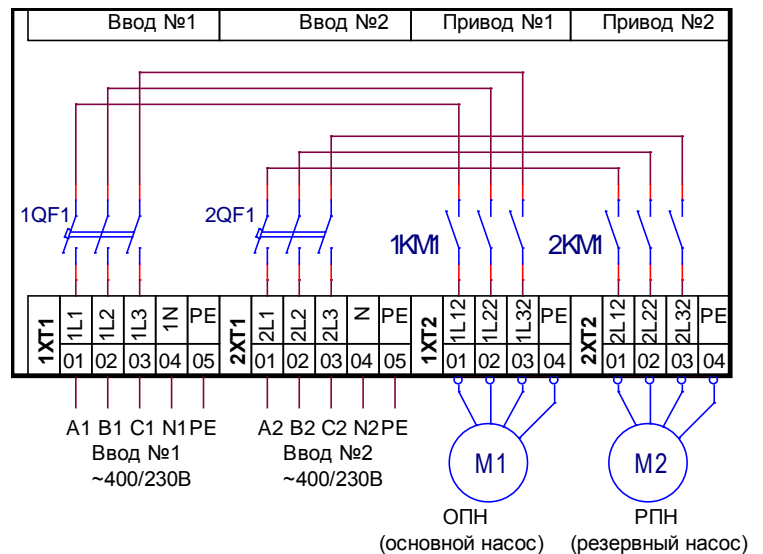 Ввод №1 Ввод №2 Привод №1 Привод №2
1QF1 2QF1 1KM1 2KM1
1XT1 1L1 1L2 1L3 1N PE 2XT1 2L1 2L2 2L3 N PE 1XT2 1L12 1L22 1L32 PE 2XT2 2L12 2L22 2L32 PE
01 02 03 04 05 01 02 03 04 05 01 02 03 04 01 02 03 04
A1 B1 C1 N1 PE A2 B2 C2 N2 PE
Ввод №1 Ввод №2
~400/230В ~400/230В
М1 М2
ОПН РПН
(основной насос) (резервный насос)